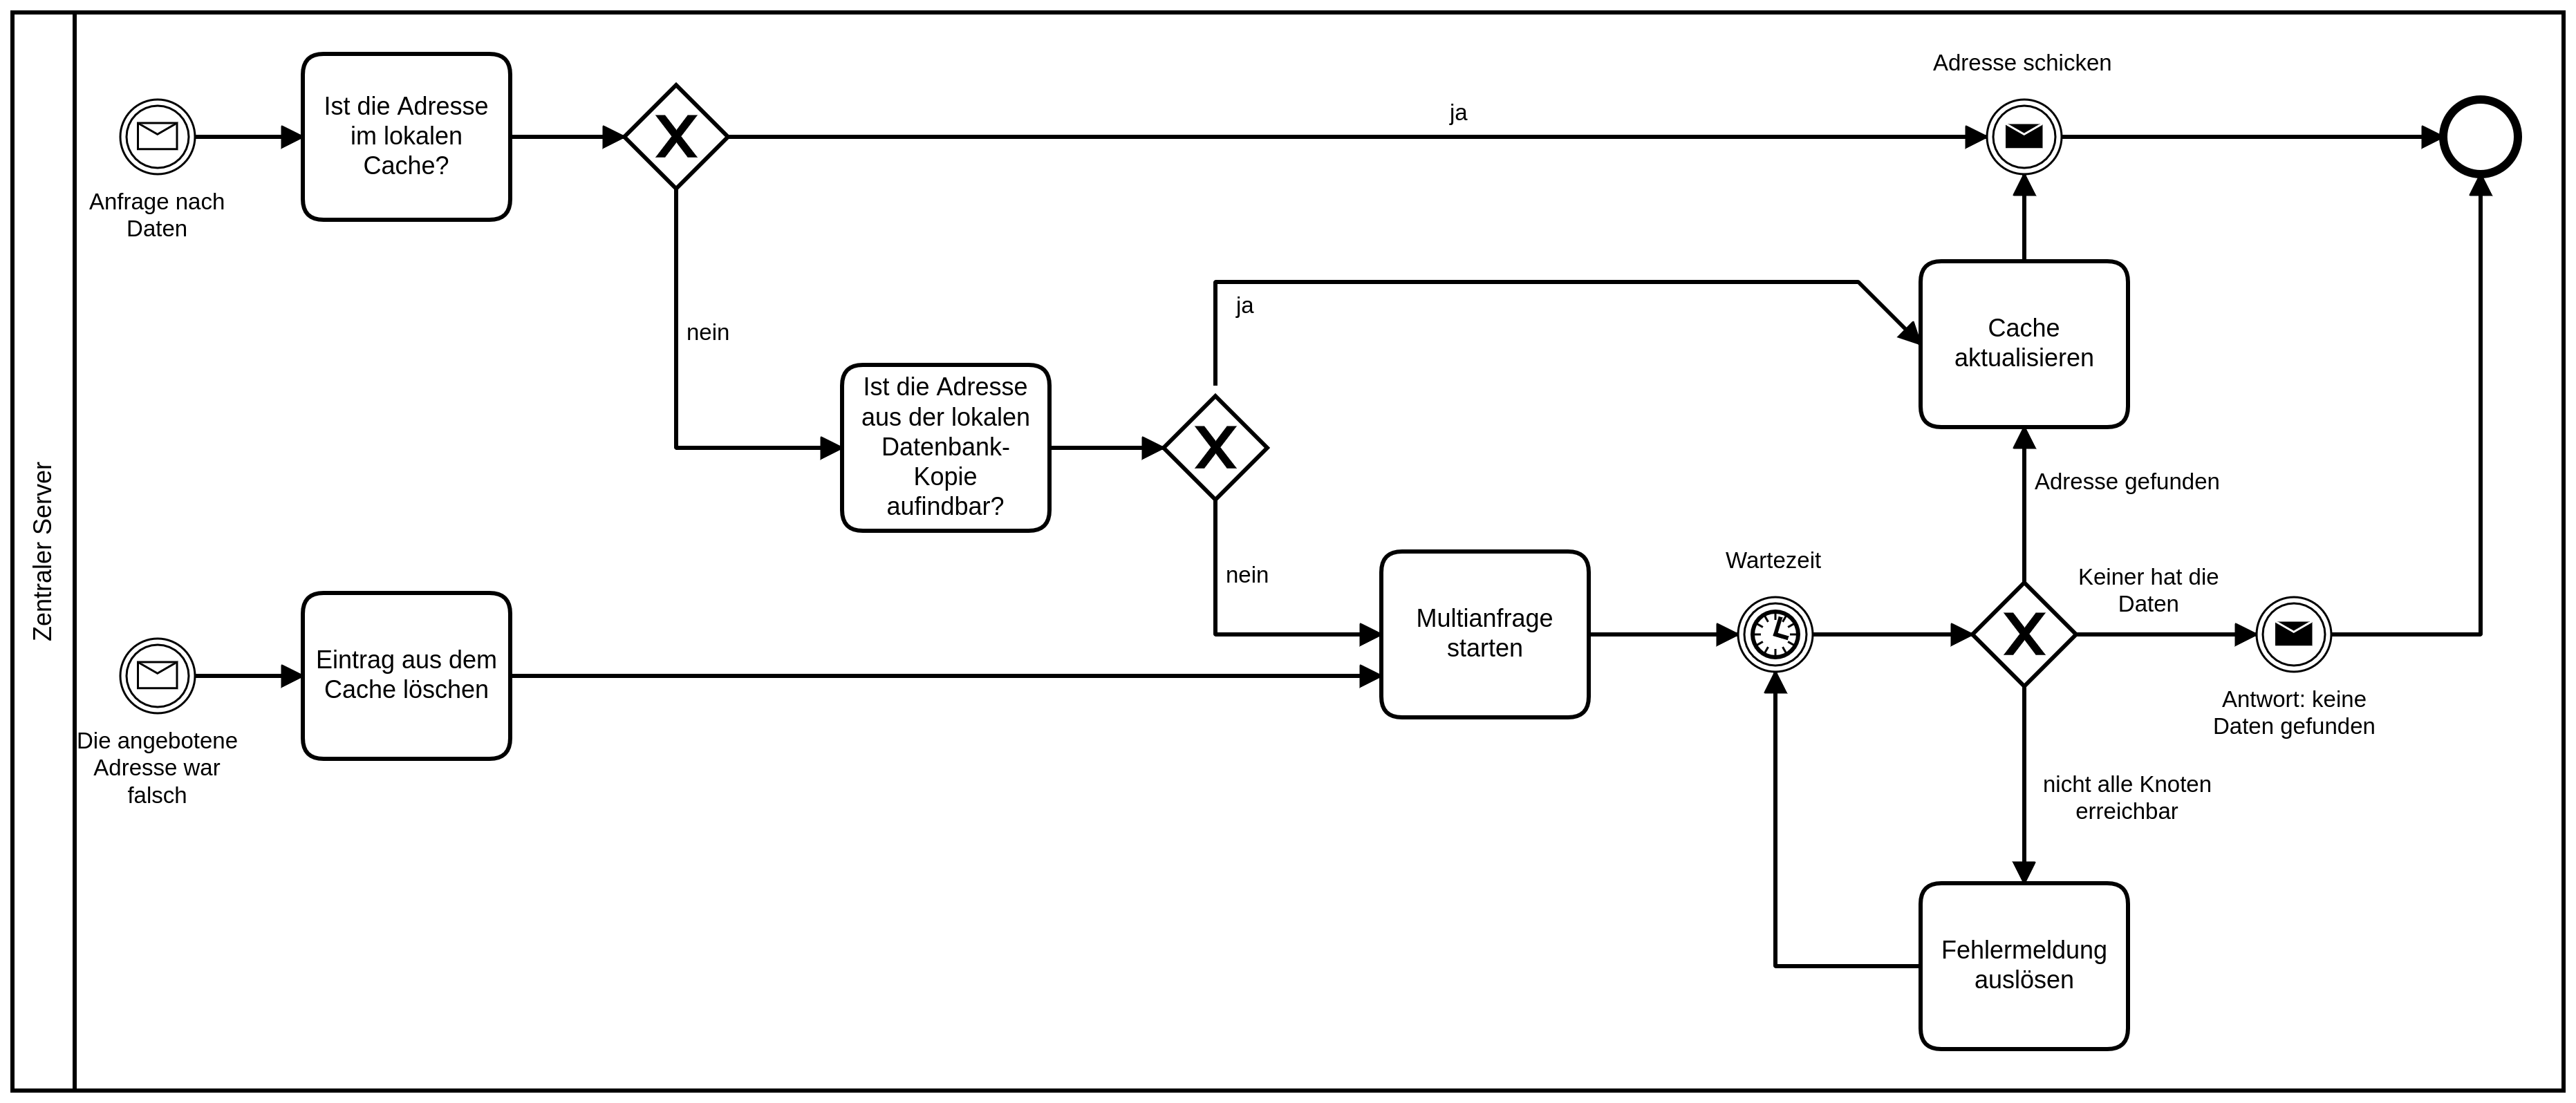 Zentraler Server
Anfrage nach
Daten
Ist die Adresse
im lokalen
Cache?
X
ja
Adresse schicken
nein
Ist die Adresse
aus der lokalen
Datenbank-
Kopie
aufindbar?
X
ja
nein
Cache
aktualisieren
Adresse gefunden
Die angebotene
Adresse war
falsch
Eintrag aus dem
Cache löschen
Multianfrage
starten
Wartezeit
X
Keiner hat die
Daten
Antwort: keine
Daten gefunden
nicht alle Knoten
erreichbar
Fehlermeldung
auslösen